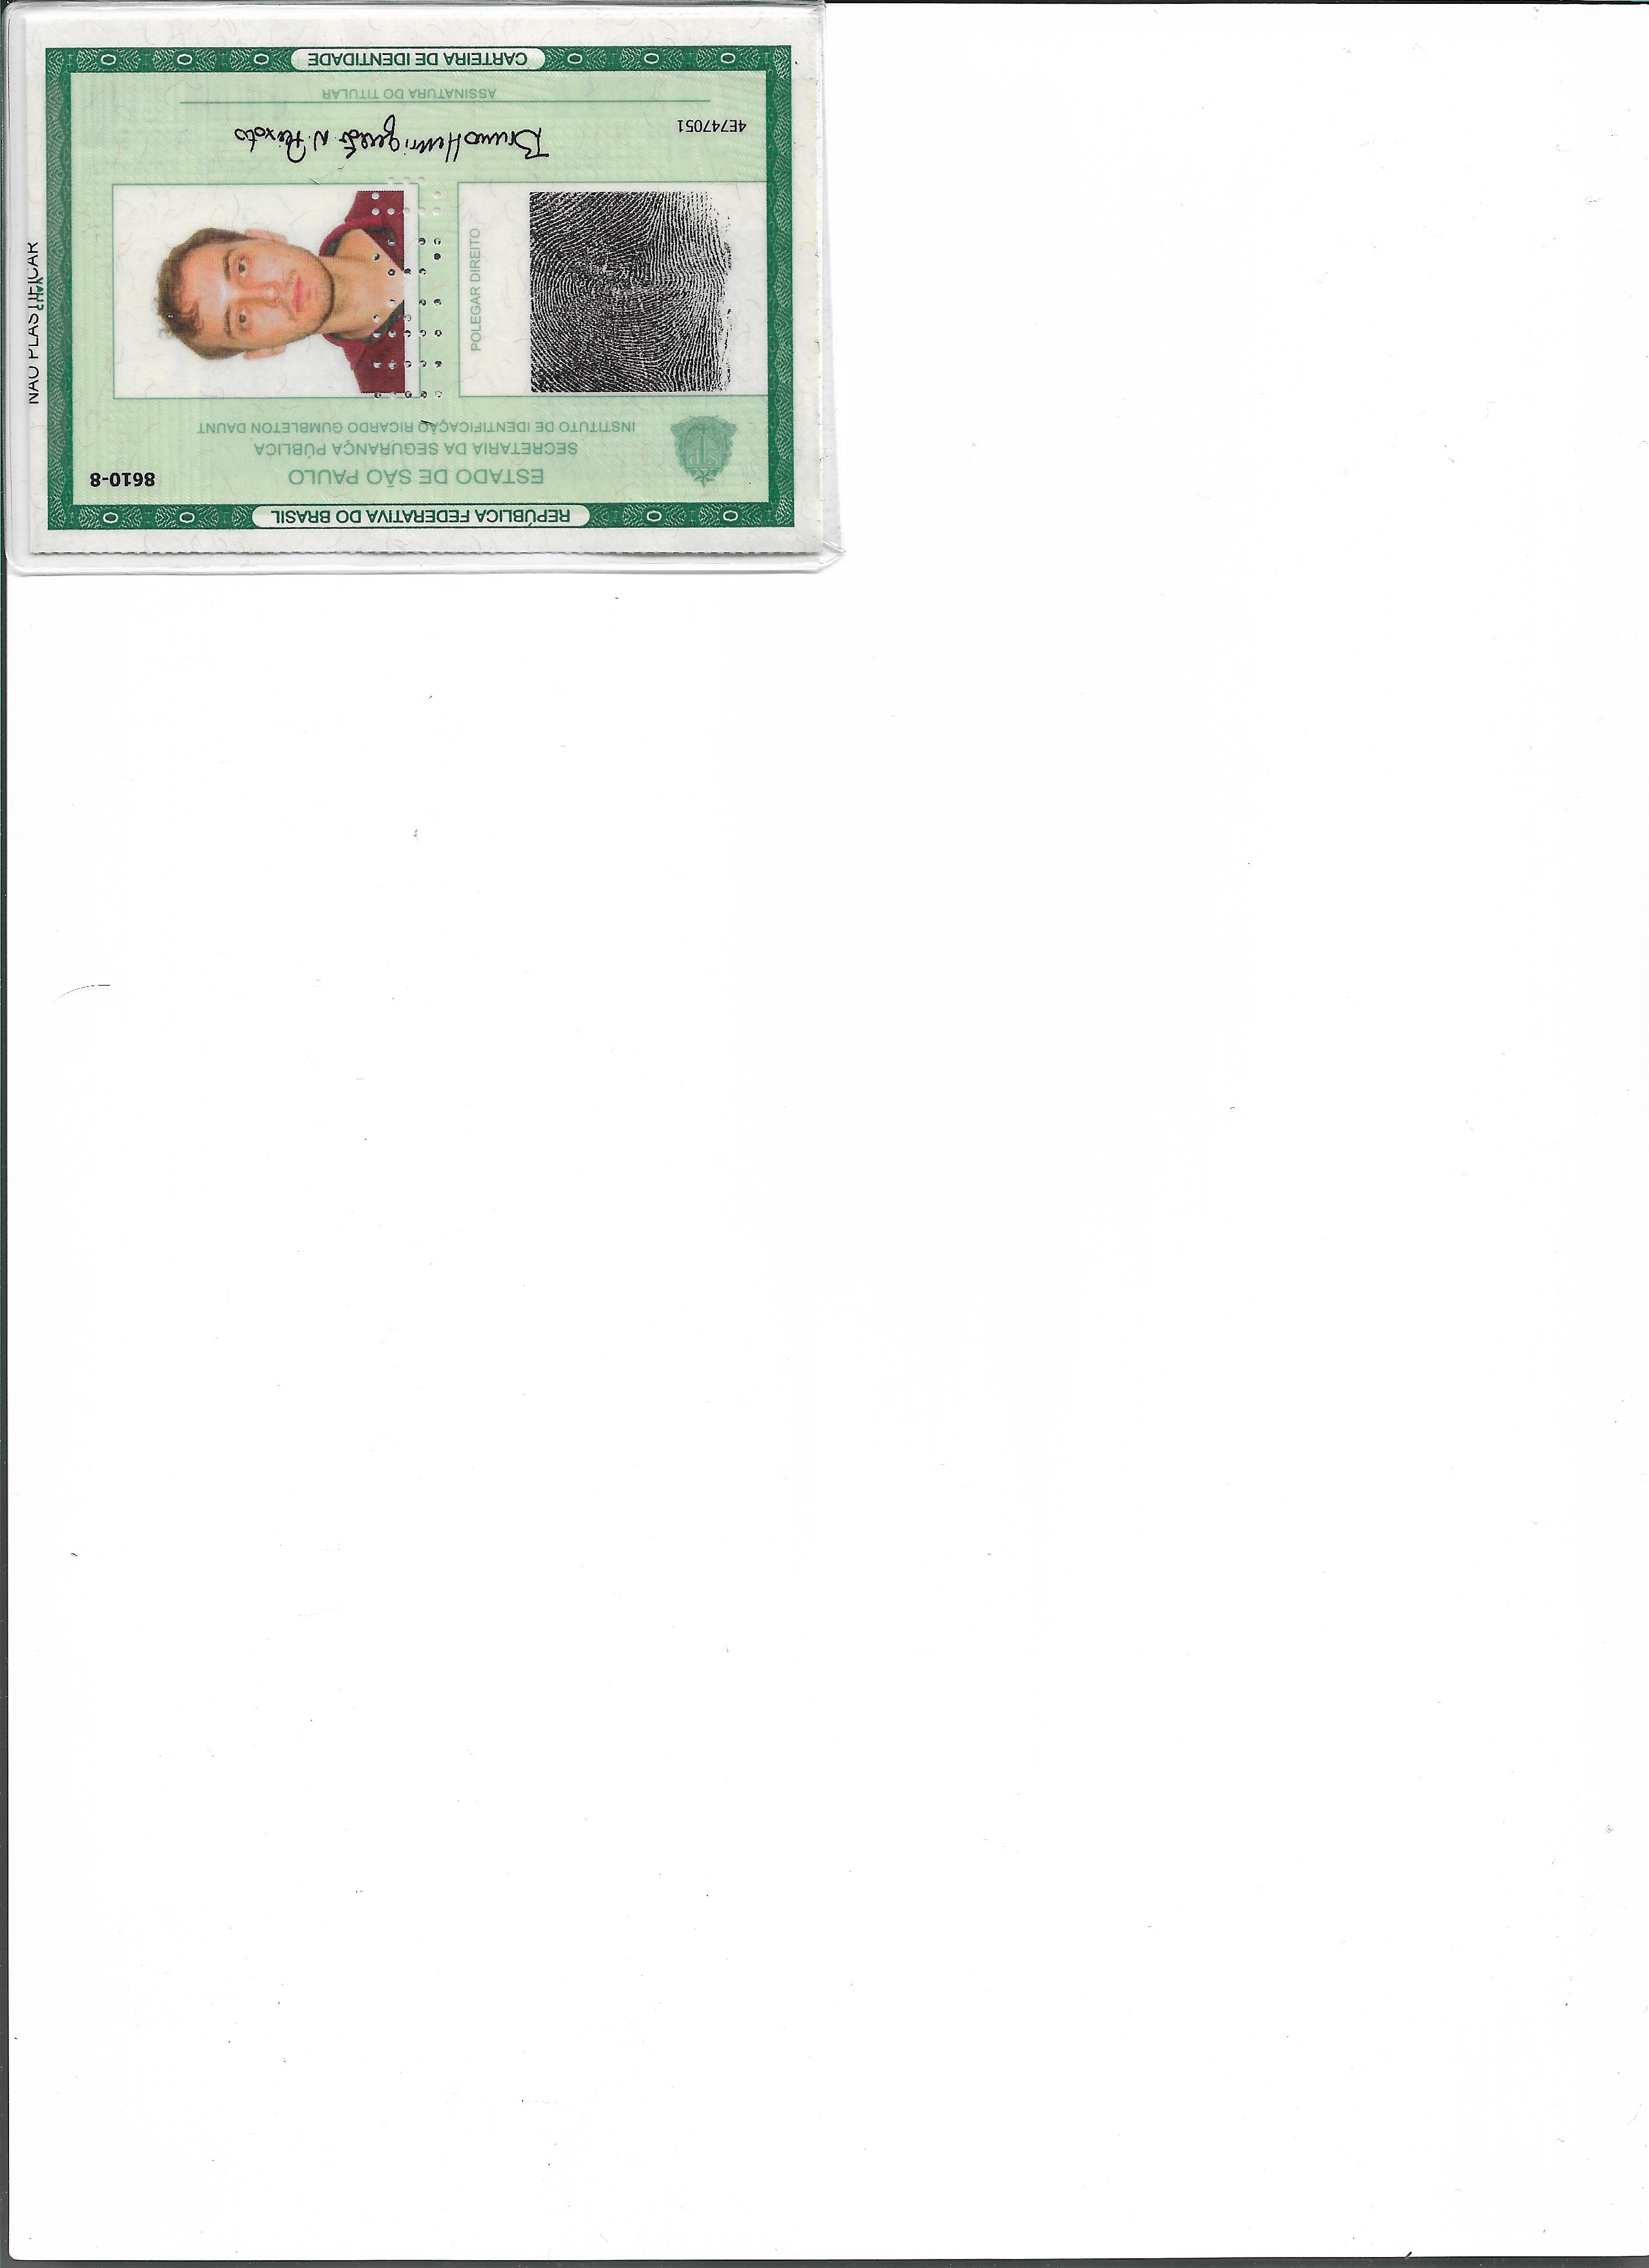 REPÚBLICA FEDERATIVA DO BRASIL
ESTADO DE SÃO PAULO
8610-8
SECRETARIA DA SEGURANÇA PÚBLICA
INSTITUTO DE IDENTIFICAÇÃO RICARDO GUMBLETON DAUNT
POLEGAR DIREITO
4E747051
Bruno Henrique N. Peixoto
ASSINATURA DO TITULAR
CARTEIRA DE IDENTIDADE
NÃO PLASTIFICAR